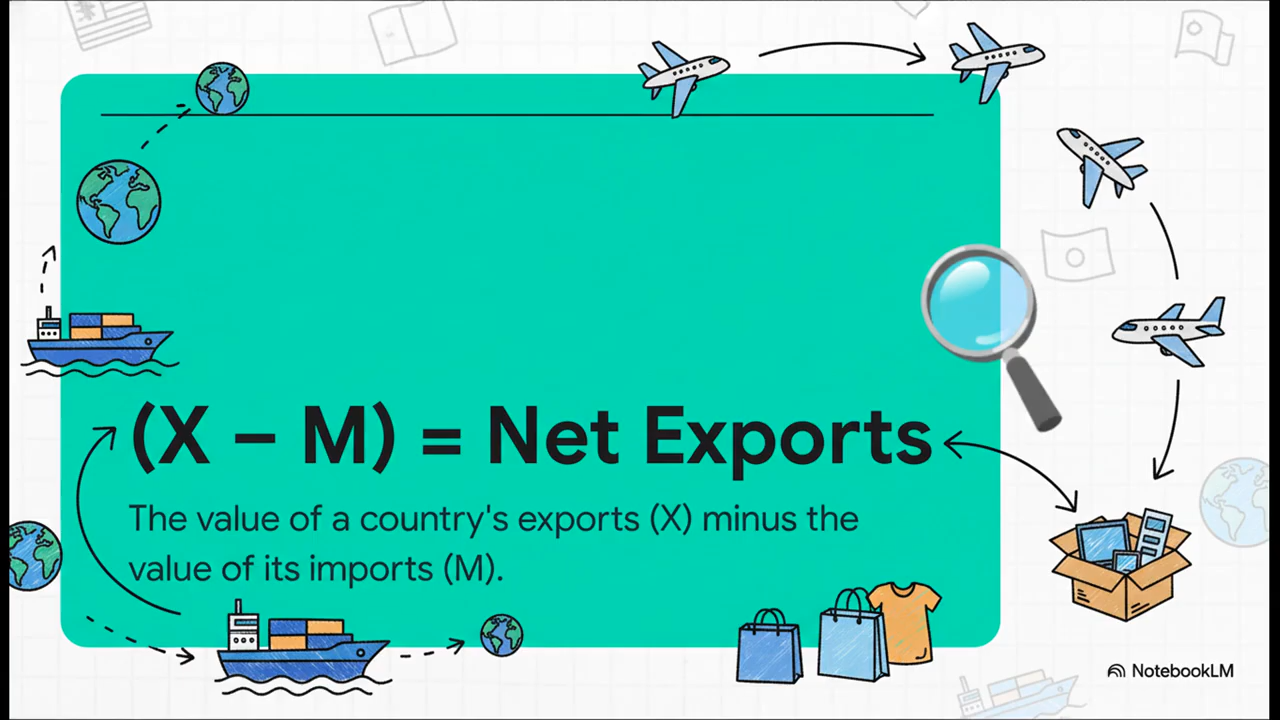 (X – M) = Net Exports
The value of a country's exports (X) minus the
value of its imports (M).
NotebookLM